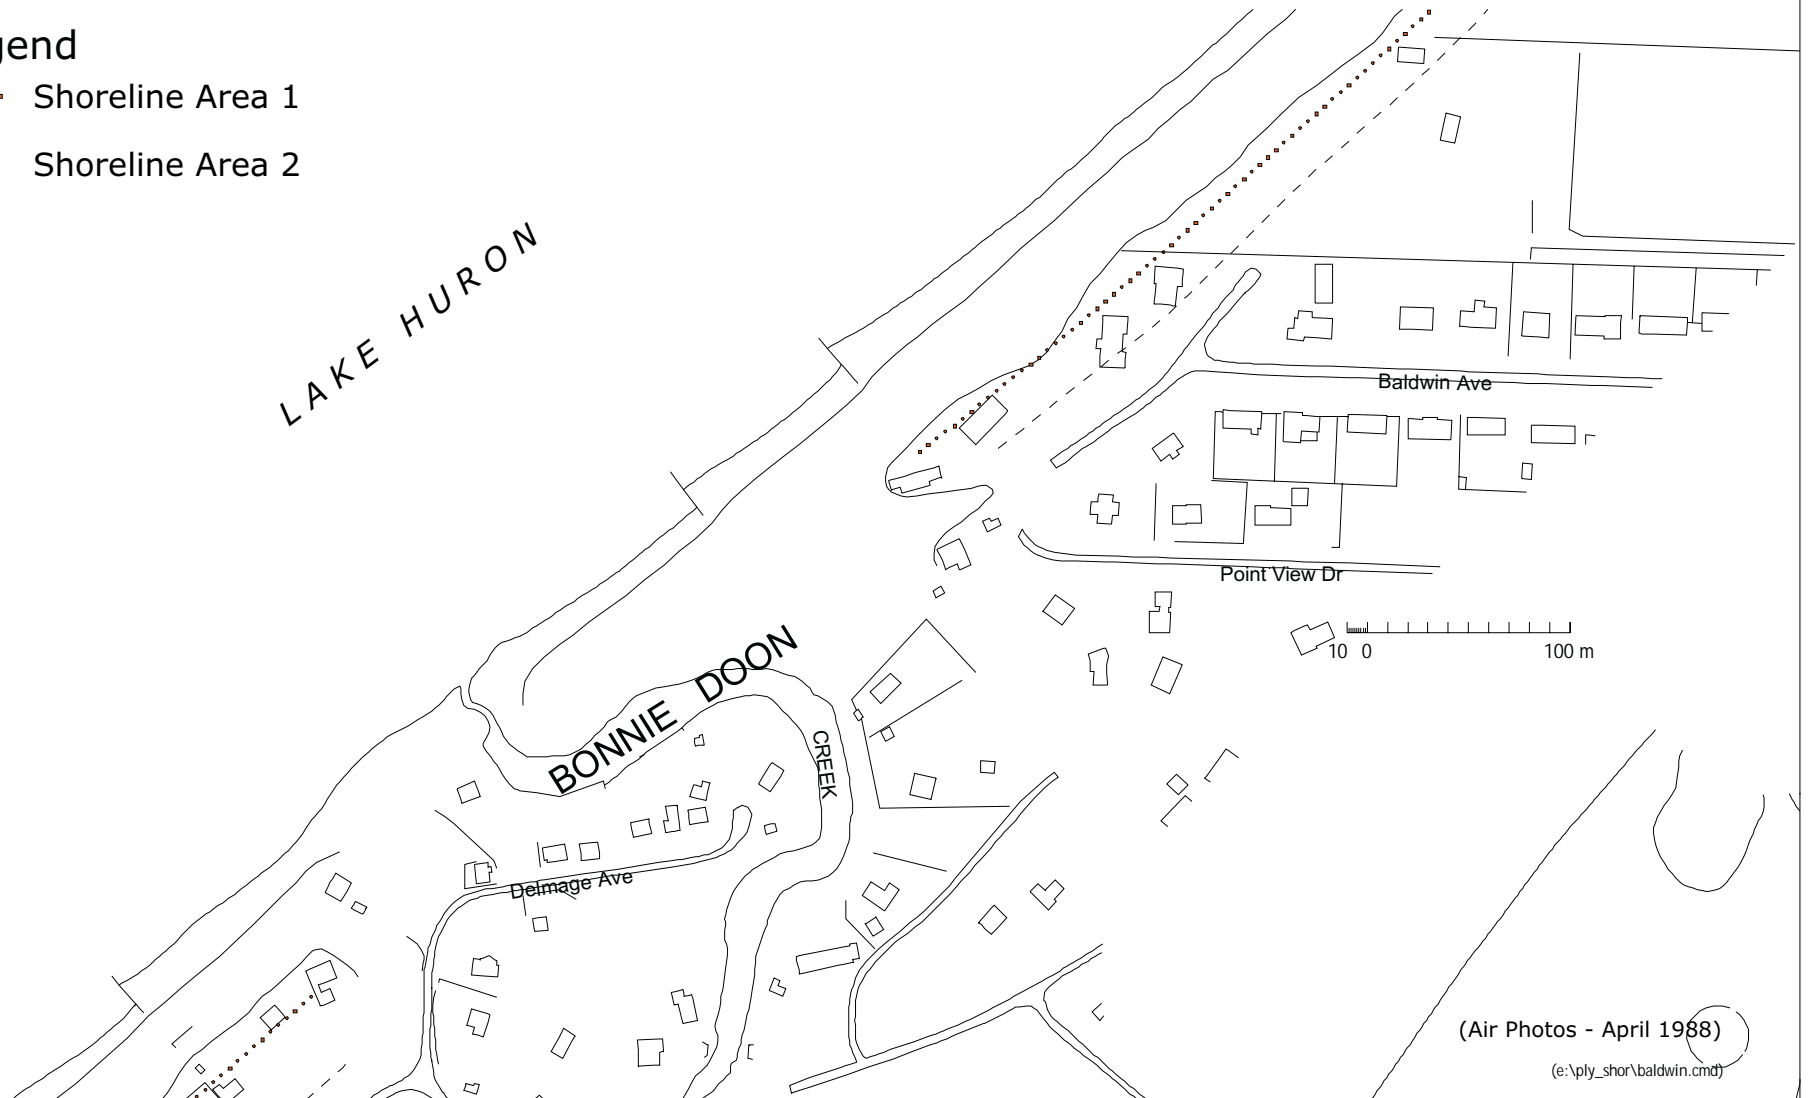 gend
Shoreline Area 1
Shoreline Area 2
LAKE HURON
Baldwin Ave
Point View Dr
10 0 100 m
BONNIE DOON
CREEK
Delmage Ave
(Air Photos - April 1988)
(e:\ply_shor\baldwin.cmd)